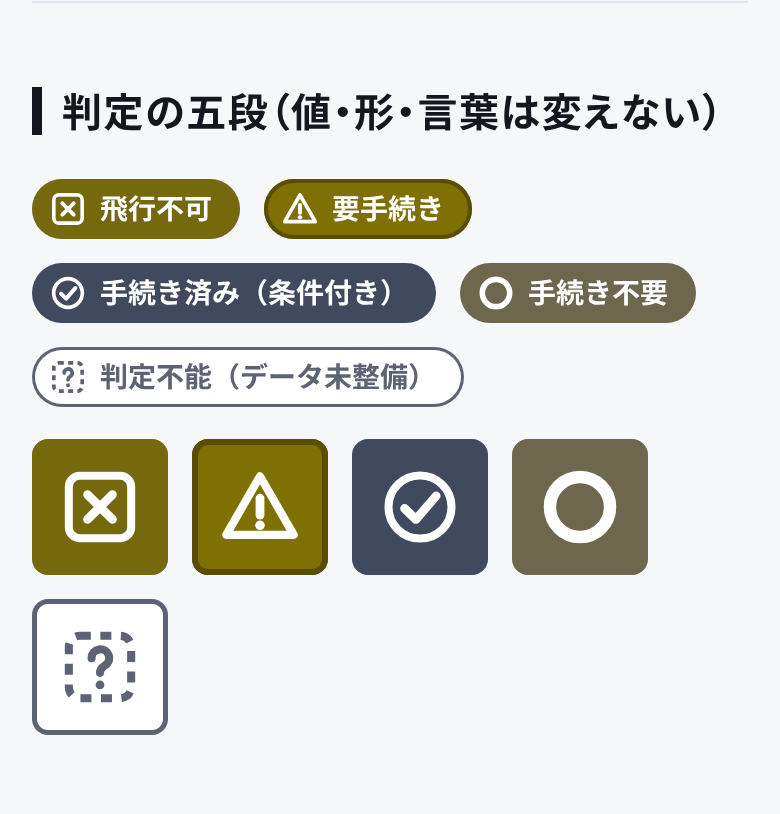 判定の五段（値・形・言葉は変えない）
飛行不可
要手続き
手続き済み（条件付き）
手続き不要
判定不能（データ未整備）